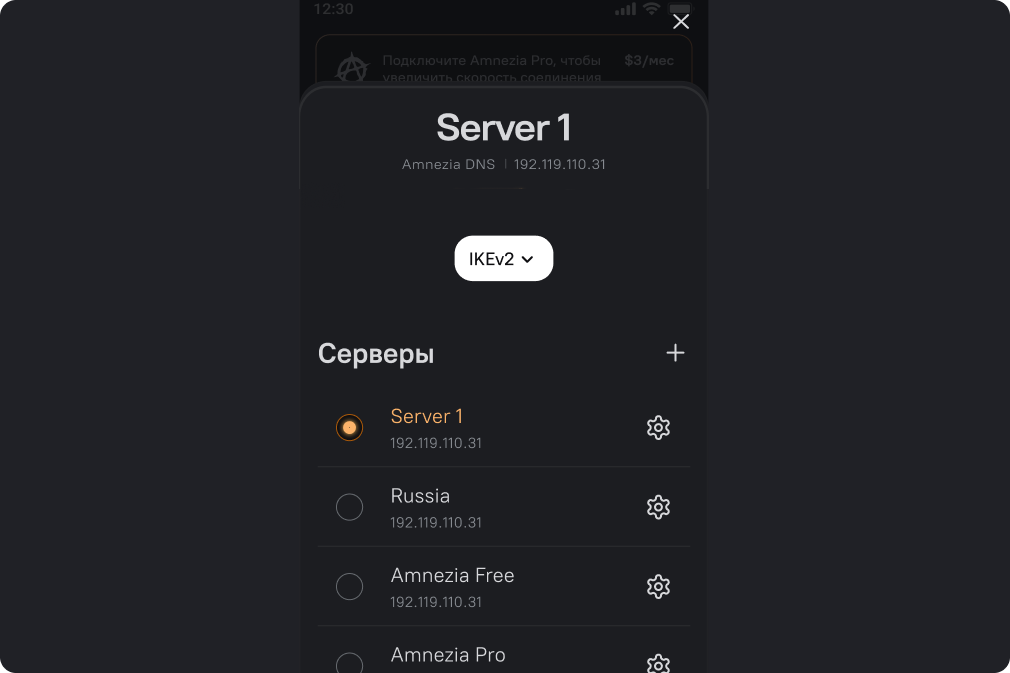 12:30
Подключите Amnezia Pro, чтобы
увеличить скорость соединения
$3/мес
Server 1
Amnezia DNS | 192.119.110.31
IKEv2
Серверы
Server 1
192.119.110.31
Russia
192.119.110.31
Amnezia Free
192.119.110.31
Amnezia Pro